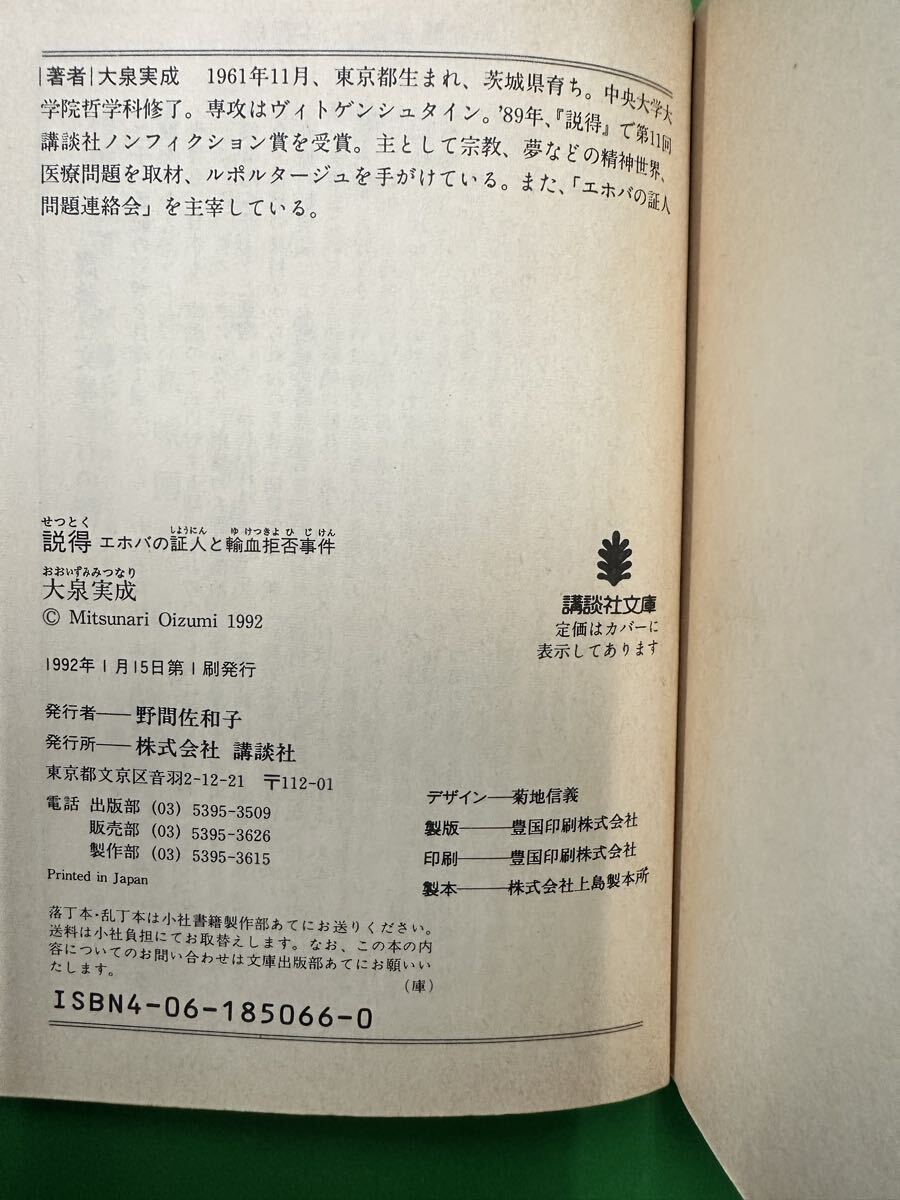 |著者|大泉実成　1961年11月、東京都生まれ、茨城県育ち。中央大学大
学院哲学科修了。専攻はヴィトゲンシュタイン。'89年、『説得』で第11回
講談社ノンフィクション賞を受賞。主として宗教、夢などの精神世界、
医療問題を取材、ルポルタージュを手がけている。また、「エホバの証人
問題連絡会」を主宰している。
せつとく　しようにん　ゆけつきよひじけん
説得 エホバの証人と輸血拒否事件
おおいずみみつなり
大泉実成
© Mitsunari Oizumi 1992
1992年1月15日第1刷発行
講談社文庫
定価はカバーに
表示してあります
発行者——野間佐和子
発行所——株式会社 講談社
東京都文京区音羽2-12-21　〒112-01
電話 出版部 (03) 5395-3509
販売部 (03) 5395-3626
製作部 (03) 5395-3615
Printed in Japan
デザイン—菊地信義
製版——豊国印刷株式会社
印刷——豊国印刷株式会社
製本——株式会社上島製本所
落丁本・乱丁本は小社書籍製作部あてにお送りください。
送料は小社負担にてお取替えします。なお、この本の内
容についてのお問い合わせは文庫出版部あてにお願いい
たします。
（庫）
ISBN4-06-185066-0